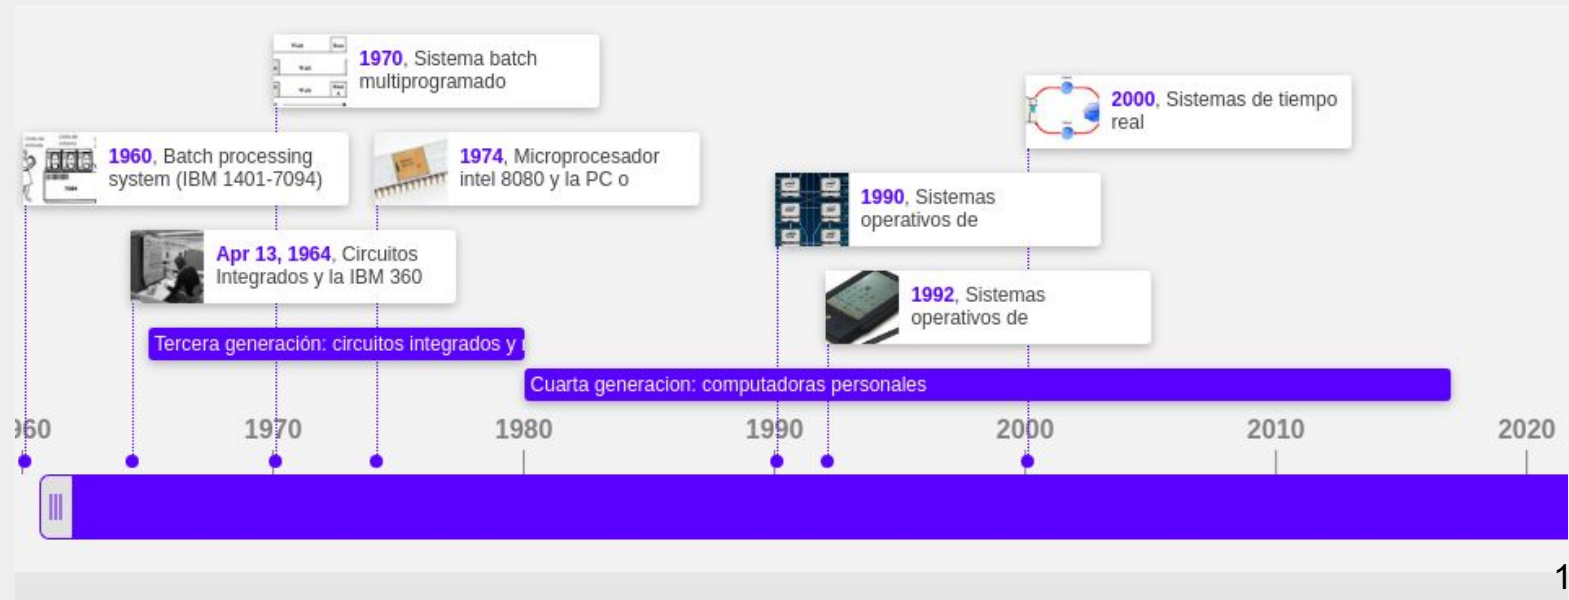 1970, Sistema batch
multiprogramado
2000, Sistemas de tiempo
real
1960, Batch processing
system (IBM 1401-7094)
1974, Microprocesador
intel 8080 y la PC o
1990, Sistemas
operativos de
Apr 13, 1964, Circuitos
Integrados y la IBM 360
1992, Sistemas
operativos de
Tercera generación: circuitos integrados y
Cuarta generacion: computadoras personales
960 1970 1980 1990 2000 2010 2020
1